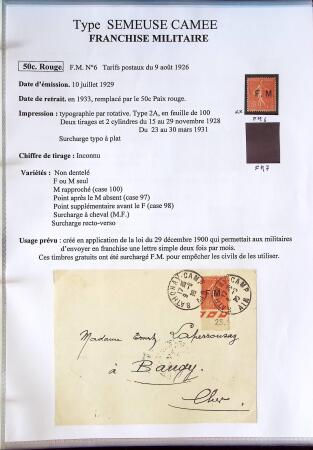 Type SEMEUSE CAMEE
FRANCHISE MILITAIRE
50c. Rouge. F.M. N°6 Tarifs postaux du 9 août 1926
Date d'émission. 10 juillet 1929
Date de retrait. en 1933, remplacé par le 50c Paix rouge.
F M
F M 6
Impression : typographie par rotative, Type 2A, en feuille de 100
Deux tirages et 2 cylindres du 15 au 29 novembre 1928
Du 23 au 30 mars 1931
Surcharge typo à plat
F M 7
Chiffre de tirage : Inconnu
Variétés : Non dentelé
F ou M seul
M rapproché (case 100)
Point après le M absent (case 97)
Point supplémentaire avant le F (case 98)
Surcharge à cheval (M.F.)
Surcharge recto-verso
Usage prévu : créé en application de la loi du 29 décembre 1900 qui permettait aux militaires
d'envoyer en franchise une lettre simple deux fois par mois.
Ces timbres gratuits ont été surchargé F.M. pour empêcher les civils de les utiliser.
SATHONAY-CAMP
AIN
F M
Madame
à Baugy
Cher